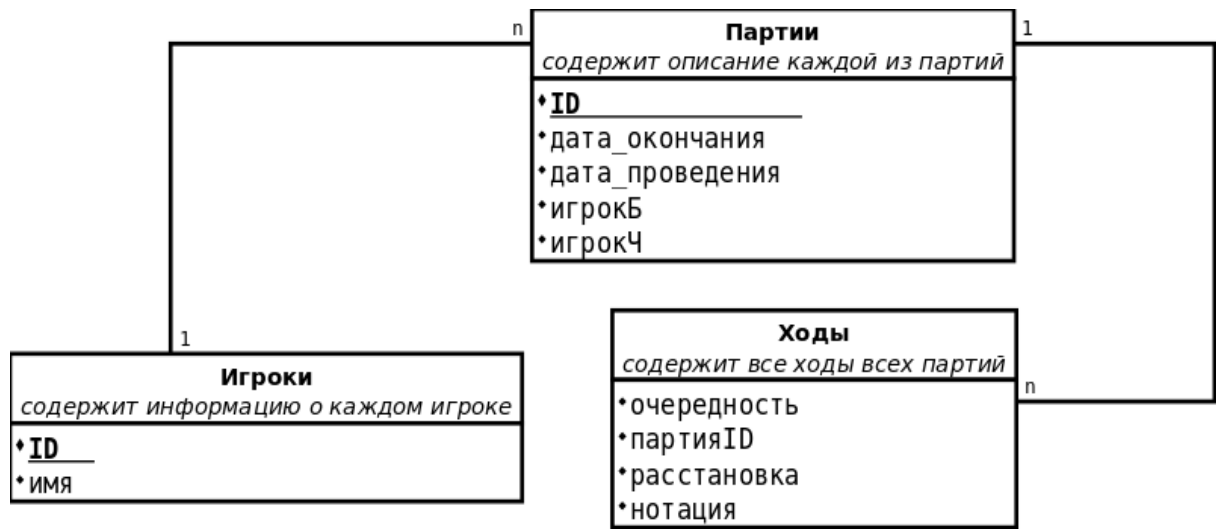 n
Партии
1
содержит описание каждой из партий
ID
дата_окончания
дата_проведения
игрокБ
игрокЧ
1
Игроки
содержит информацию о каждом игроке
ID
имя
Ходы
содержит все ходы всех партий
n
очередность
партияID
расстановка
нотация